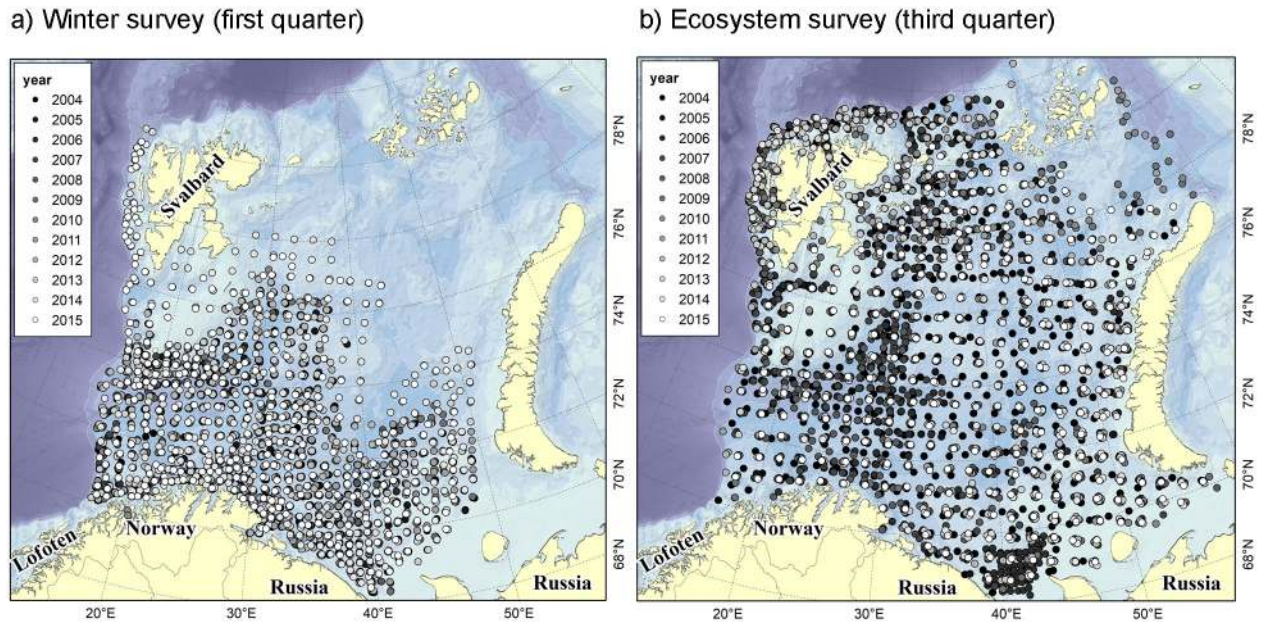 a) Winter survey (first quarter)
year
2004
2005
2006
2007
2008
2009
2010
2011
2012
2013
2014
2015
Svalbard
Lofoten
Norway
Russia
Russia
78°N
76°N
74°N
72°N
70°N
68°N
20°E 30°E 40°E 50°E
b) Ecosystem survey (third quarter)
year
2004
2005
2006
2007
2008
2009
2010
2011
2012
2013
2014
2015
Svalbard
Lofoten
Norway
Russia
Russia
78°N
76°N
74°N
72°N
70°N
68°N
20°E 30°E 40°E 50°E